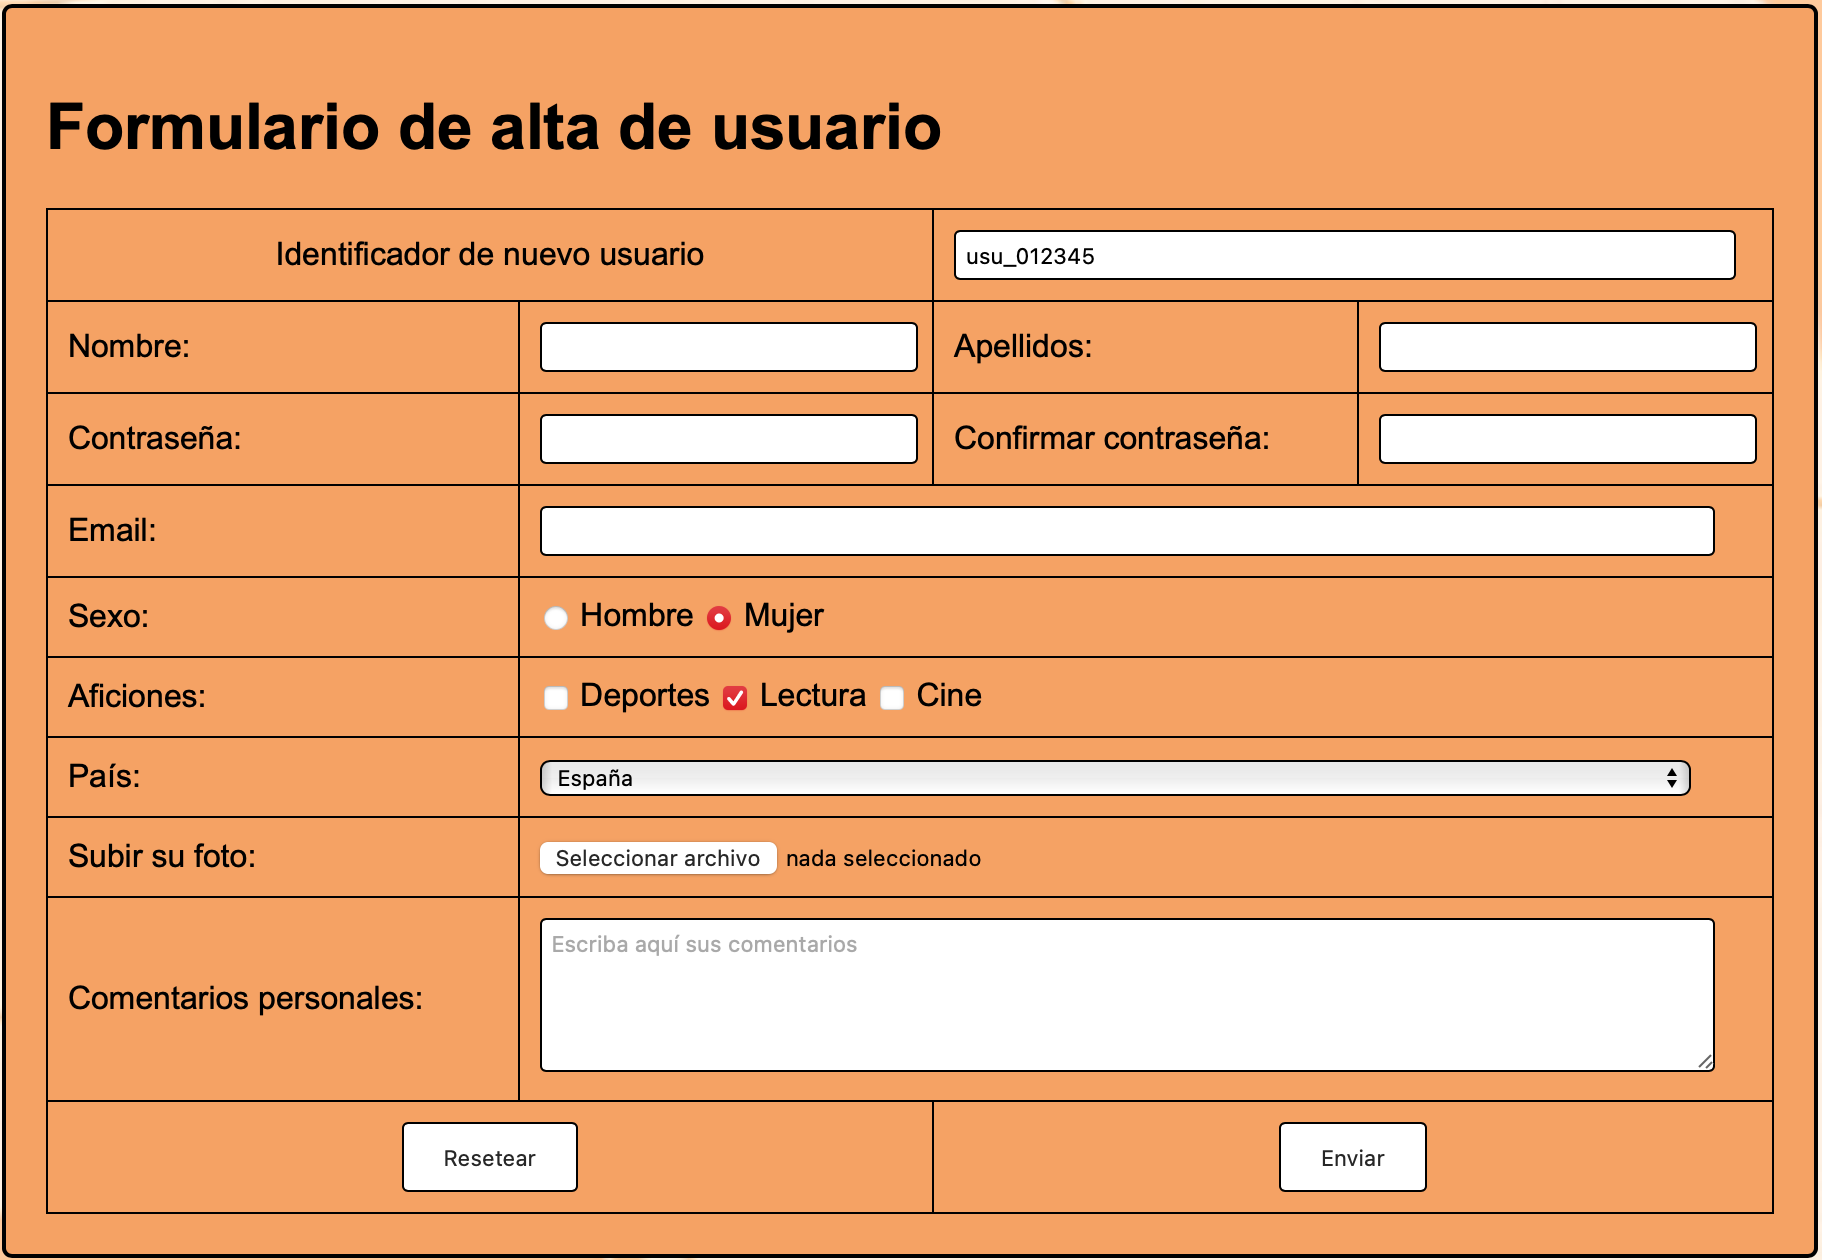 Formulario de alta de usuario
Identificador de nuevo usuario usu_012345
Nombre: Apellidos:
Contraseña: Confirmar contraseña:
Email:
Sexo: Hombre Mujer
Aficiones: Deportes Lectura Cine
País: España
Subir su foto: Seleccionar archivo nada seleccionado
Escriba aquí sus comentarios
Comentarios personales:
Resetear Enviar